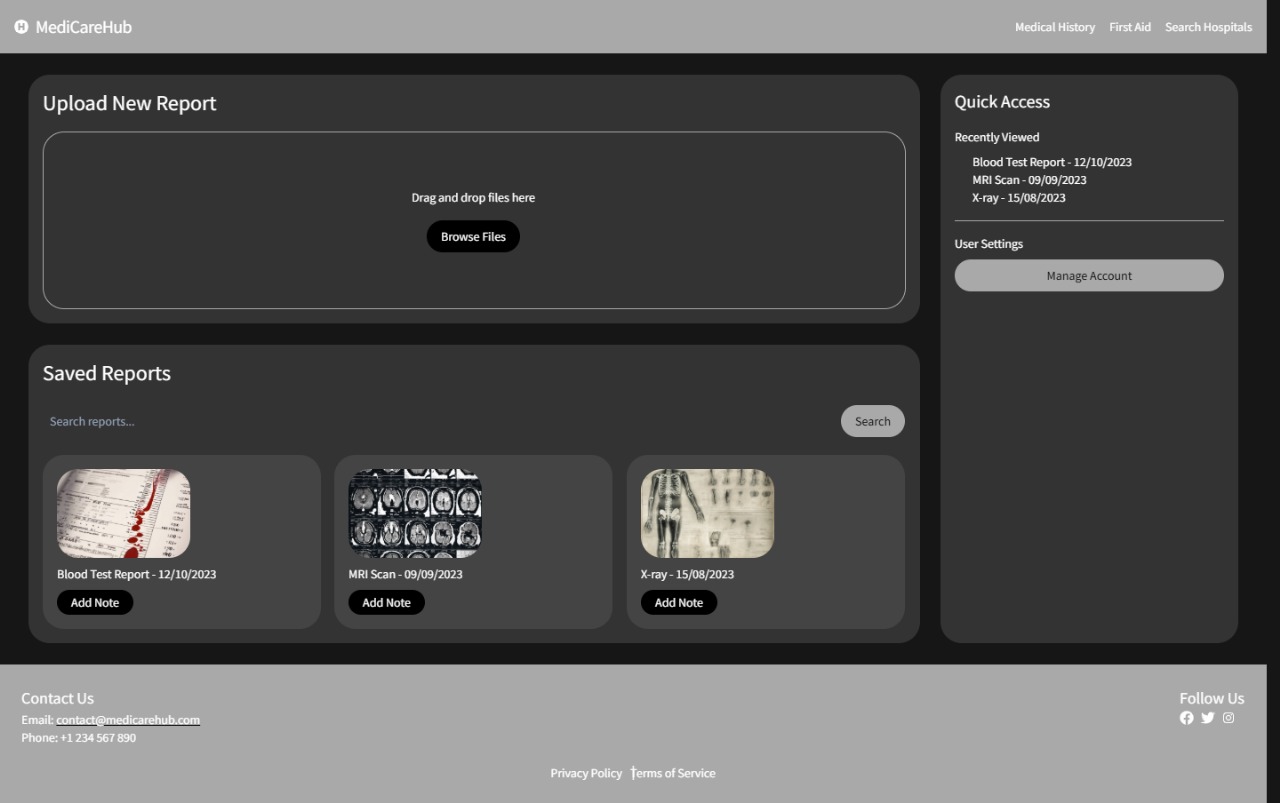 MediCareHub
Medical History First Aid Search Hospitals
Upload New Report
Drag and drop files here
Browse Files
Quick Access
Recently Viewed
Blood Test Report - 12/10/2023
MRI Scan - 09/09/2023
X-ray - 15/08/2023
User Settings
Manage Account
Saved Reports
Search reports...
Search
Blood Test Report - 12/10/2023
Add Note
MRI Scan - 09/09/2023
Add Note
X-ray - 15/08/2023
Add Note
Contact Us
Email: contact@medicarehub.com
Phone: +1 234 567 890
Follow Us
Privacy Policy Terms of Service